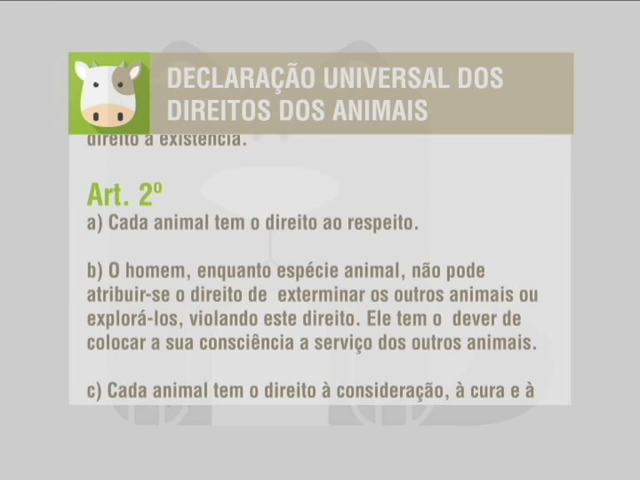 DECLARAÇÃO UNIVERSAL DOS
DIREITOS DOS ANIMAIS
direito à existência.
Art. 2º
a) Cada animal tem o direito ao respeito.
b) O homem, enquanto espécie animal, não pode
atribuir-se o direito de exterminar os outros animais ou
explorá-los, violando este direito. Ele tem o dever de
colocar a sua consciência a serviço dos outros animais.
c) Cada animal tem o direito à consideração, à cura e à